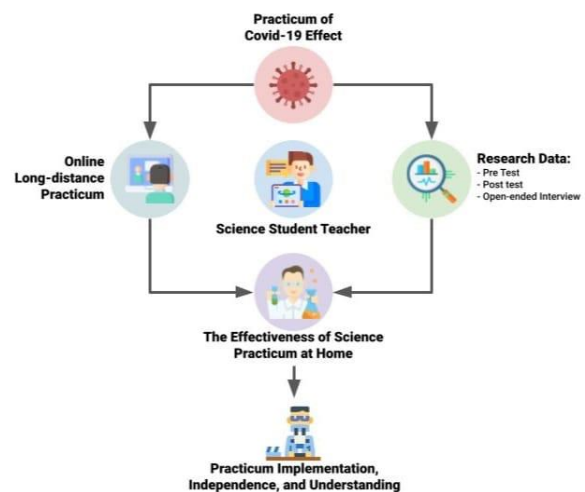 Practicum of
Covid-19 Effect
Online
Long-distance
Practicum
Science Student Teacher
Research Data:
- Pre Test
- Post test
- Open-ended Interview
The Effectiveness of Science
Practicum at Home
Practicum Implementation,
Independence, and Understanding